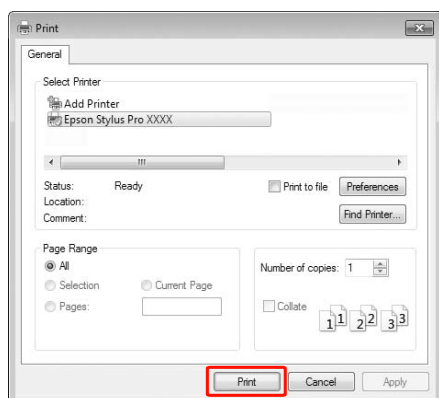 Print
General
Select Printer
Add Printer
Epson Stylus Pro XXXX
Status: Ready
Print to file
Preferences
Location:
Comment:
Find Printer...
Page Range
All
Selection
Current Page
Pages:
Number of copies: 1
Collate
1 1 2 2 3 3
Print
Cancel
Apply